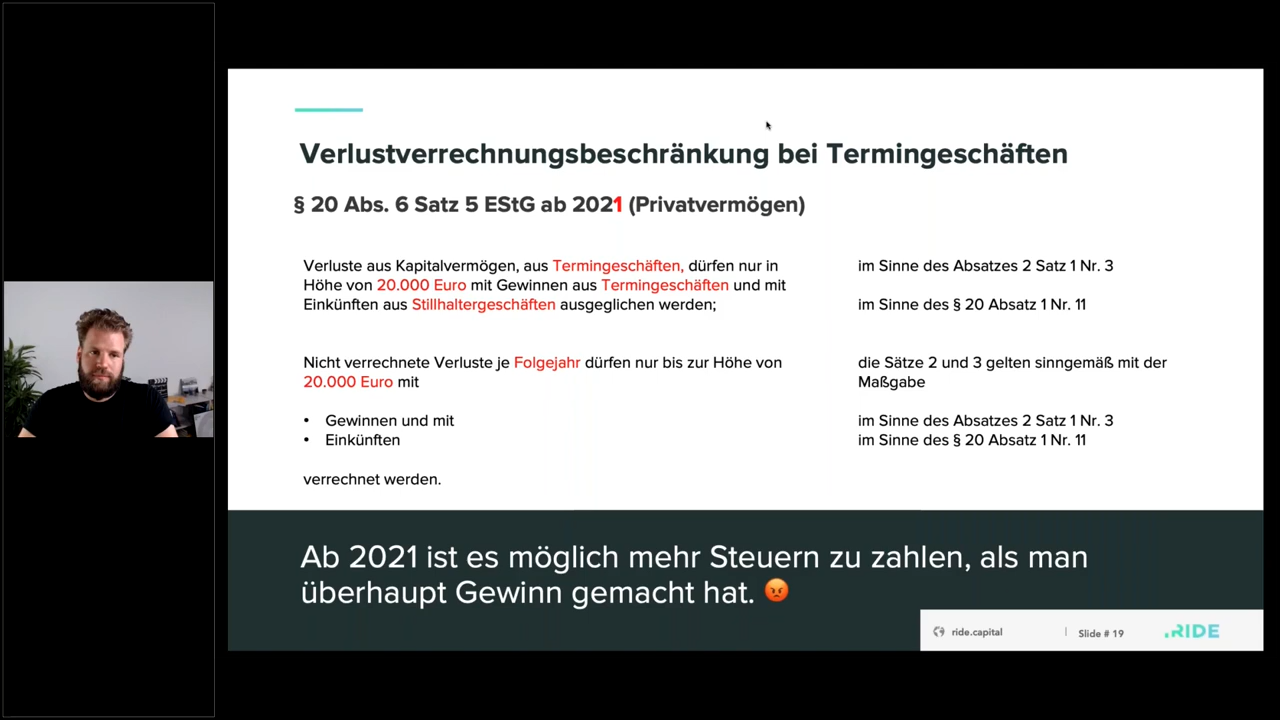 Verlustverrechnungsbeschränkung bei Termingeschäften
§ 20 Abs. 6 Satz 5 EStG ab 2021 (Privatvermögen)
Verluste aus Kapitalvermögen, aus Termingeschäften, dürfen nur in
Höhe von 20.000 Euro mit Gewinnen aus Termingeschäften und mit
Einkünften aus Stillhaltergeschäften ausgeglichen werden;
im Sinne des Absatzes 2 Satz 1 Nr. 3
im Sinne des § 20 Absatz 1 Nr. 11
Nicht verrechnete Verluste je Folgejahr dürfen nur bis zur Höhe von
20.000 Euro mit
die Sätze 2 und 3 gelten sinngemäß mit der
Maßgabe
• Gewinnen und mit
• Einkünften
im Sinne des Absatzes 2 Satz 1 Nr. 3
im Sinne des § 20 Absatz 1 Nr. 11
verrechnet werden.
Ab 2021 ist es möglich mehr Steuern zu zahlen, als man
überhaupt Gewinn gemacht hat. 😡
ride.capital
Slide # 19
RIDE